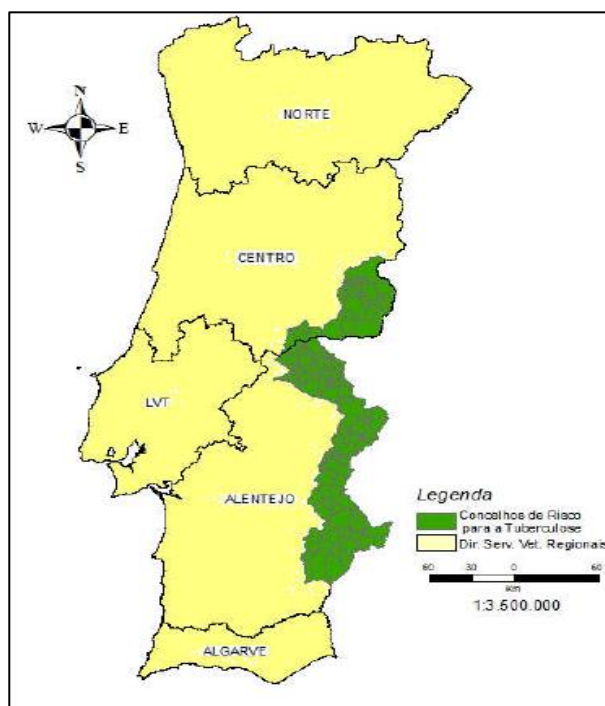 N
W E
S
NORTE
CENTRO
LVT
ALENTEJO
ALGARVE
Legenda
Concelhos de Risco
para a Tuberculose
Dir. Serv. Vet. Regionais
60 30 0 60
Km
1:3.500.000